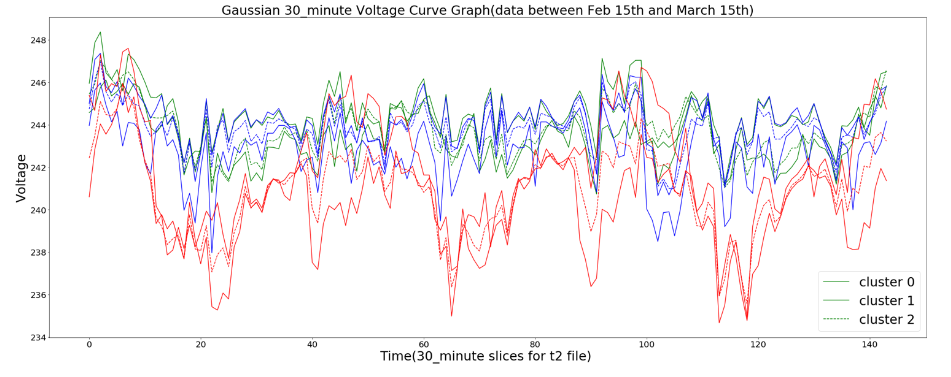 Gaussian 30_minute Voltage Curve Graph(data between Feb 15th and March 15th)
248
246
244
242
240
238
236
234
Voltage
0 20 40 60 80 100 120 140
Time(30_minute slices for t2 file)
cluster 0
cluster 1
cluster 2